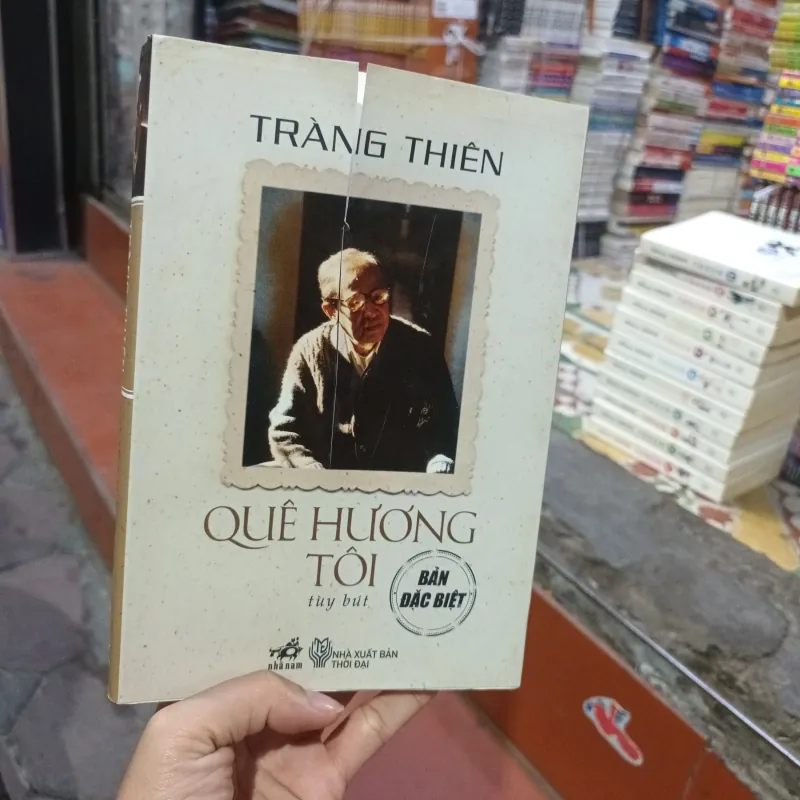 TRÀNG THIÊN
QUÊ HƯƠNG
TÔI
tùy bút
BẢN
ĐẶC BIỆT
nhã nam
NHÀ XUẤT BẢN
THỜI ĐẠI